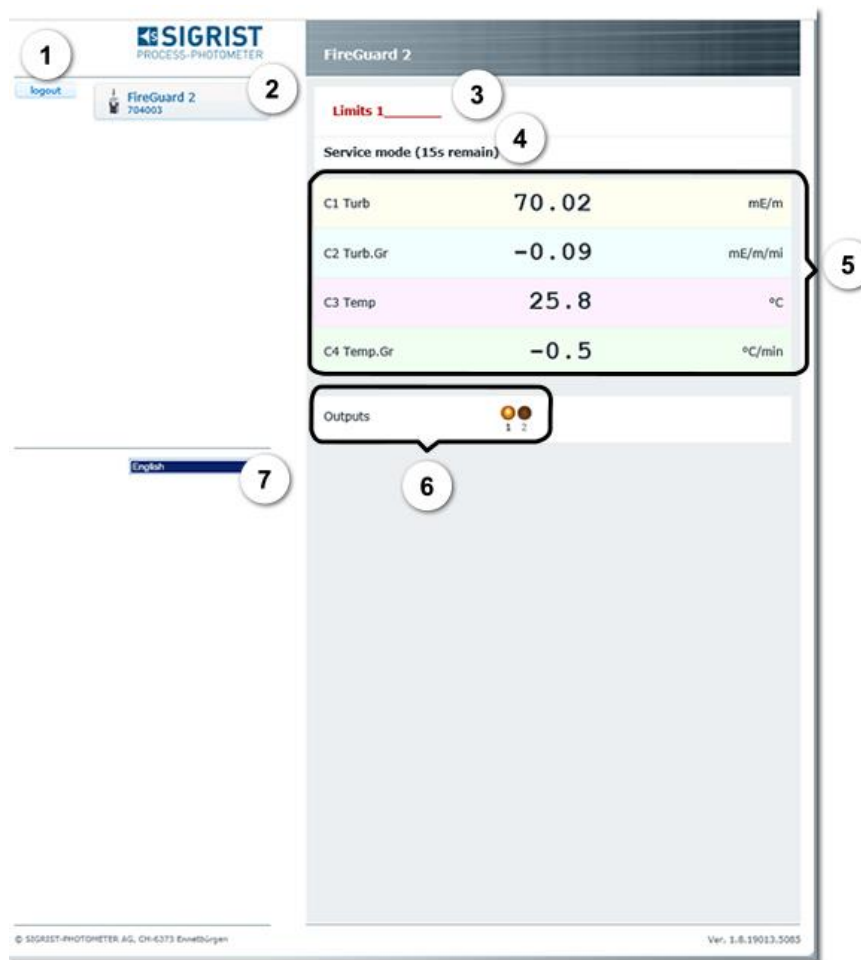 SIGRIST
PROCESS-PHOTOMETER
FireGuard 2
1
logout
FireGuard 2
704003
2
Limits 1_______
3
Service mode (15s remain)
4
C1 Turb 70.02 mE/m
C2 Turb.Gr -0.09 mE/m/mi
C3 Temp 25.8 °C
C4 Temp.Gr -0.5 °C/min
5
Outputs
1 2
6
English
7
© SIGRIST-PHOTOMETER AG, CH-6373 Ennetbürgen
Ver. 1.8.19013.5085